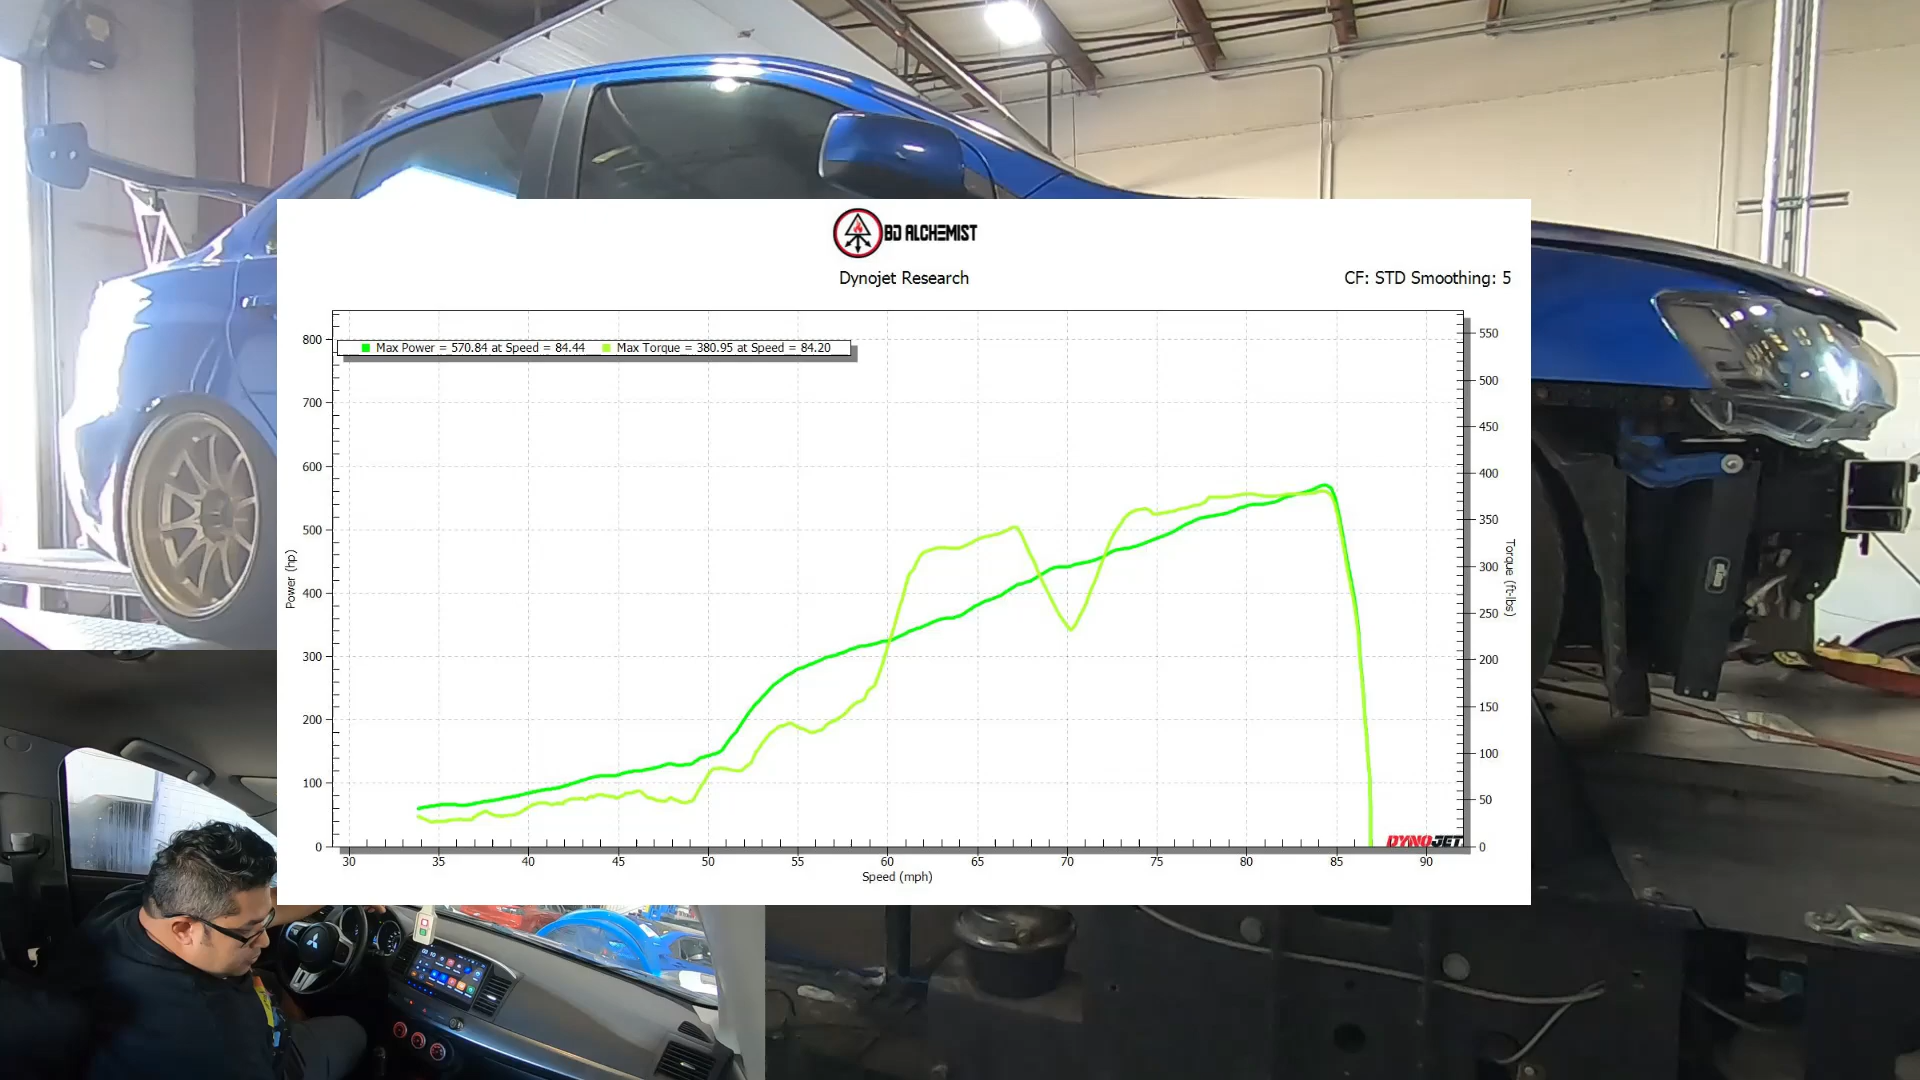 BD ALCHEMIST
Dynojet Research
CF: STD Smoothing: 5
Max Power = 570.84 at Speed = 84.44
Max Torque = 380.95 at Speed = 84.20
800
700
600
500
400
300
200
100
0
Power (hp)
550
500
450
400
350
300
250
200
150
100
50
0
Torque (ft-lbs)
30 35 40 45 50 55 60 65 70 75 80 85 90
Speed (mph)
DYNOJET